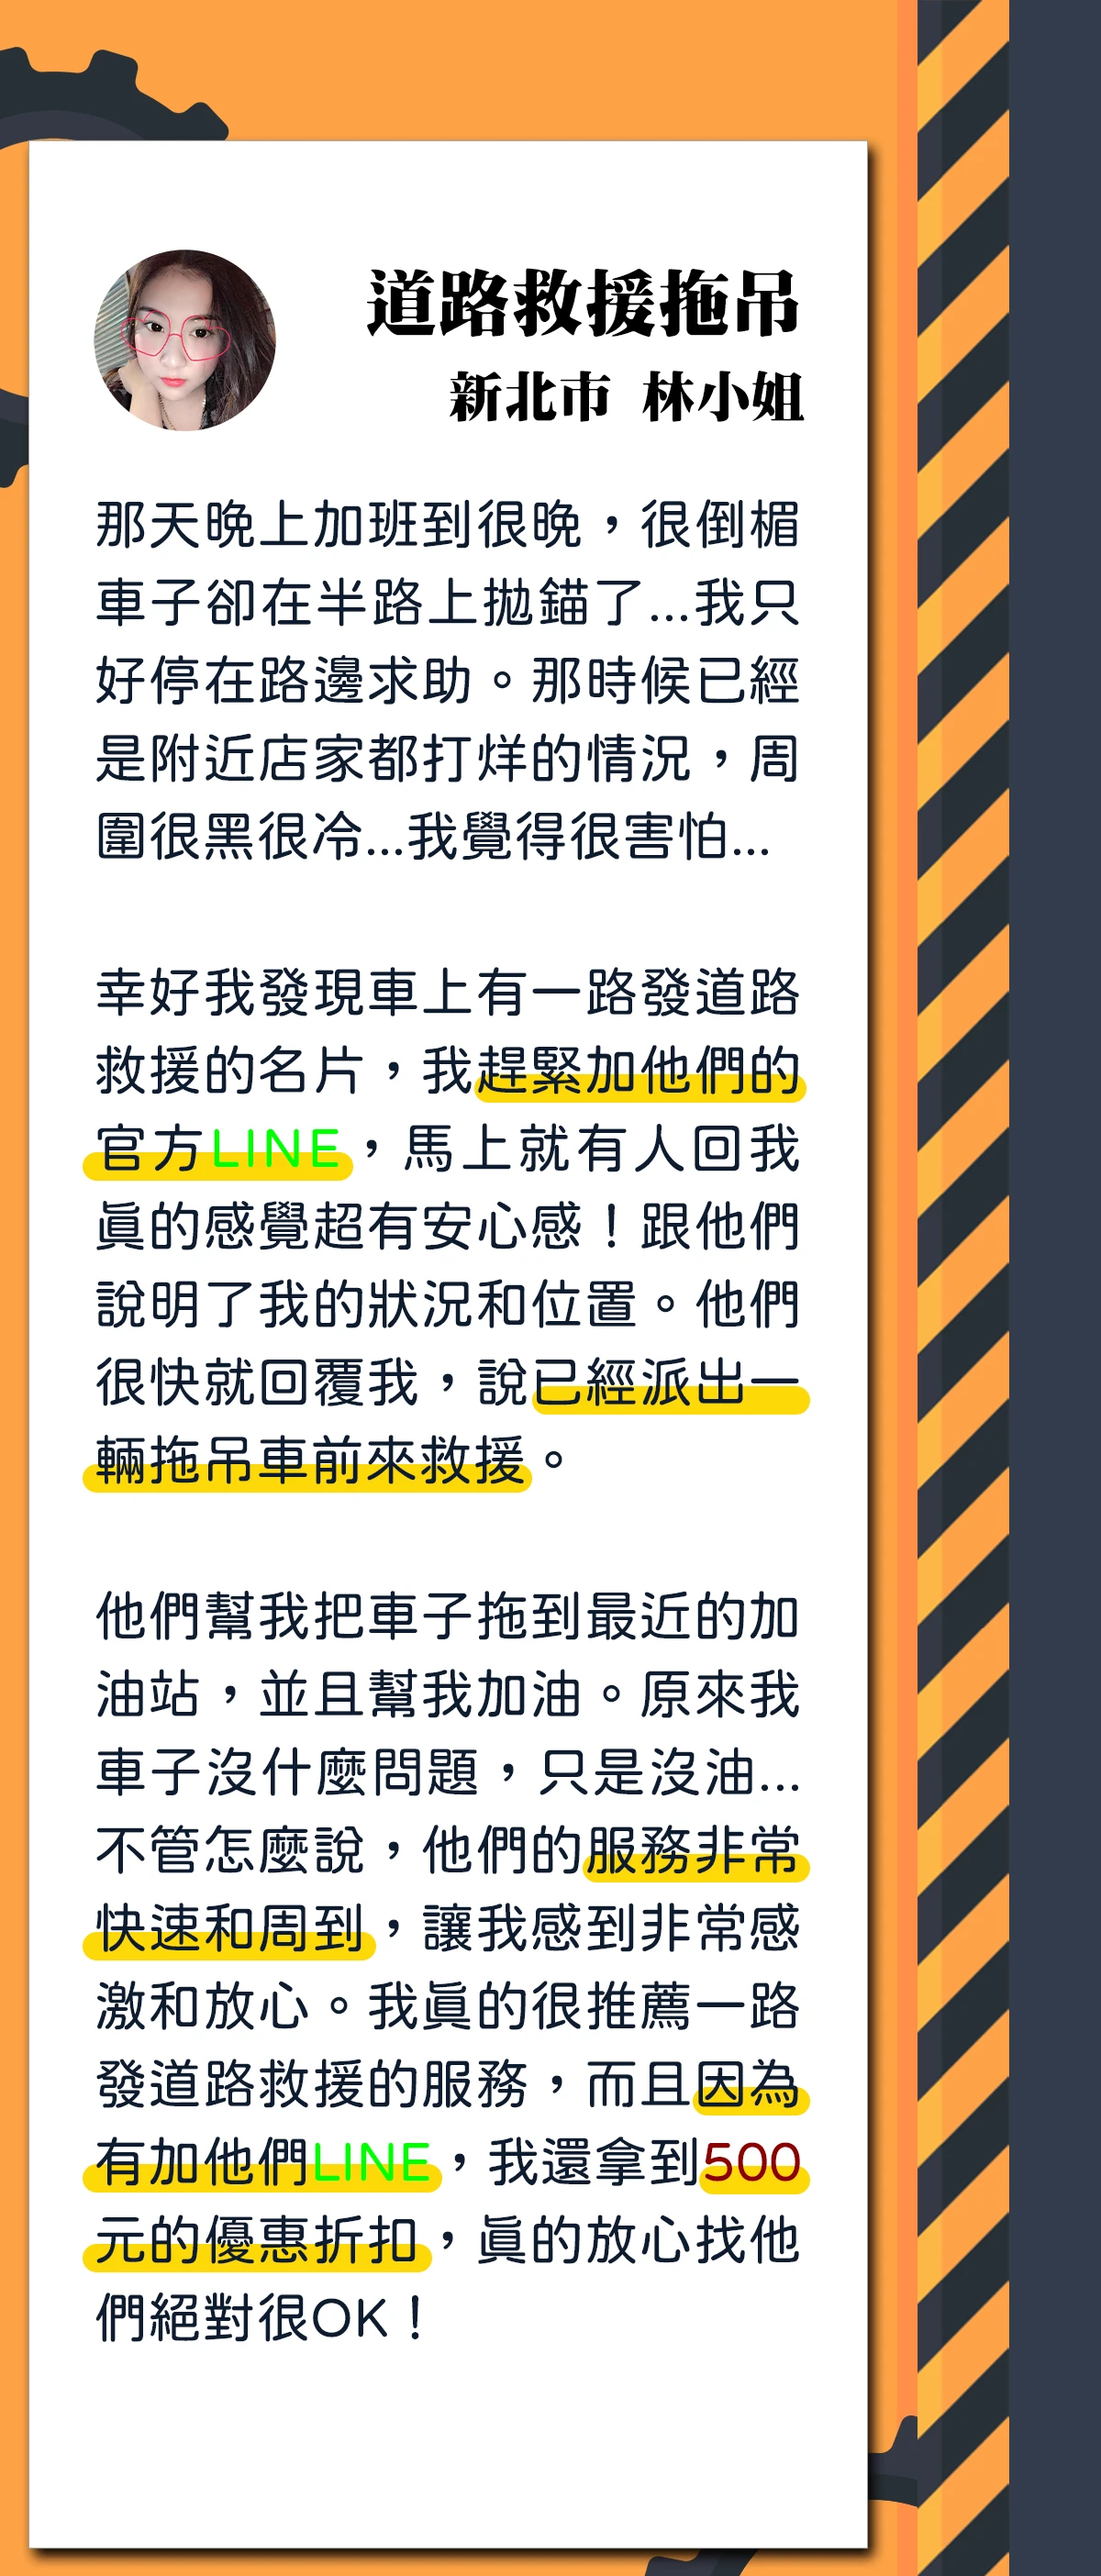 道路救援拖吊
新北市 林小姐
那天晚上加班到很晚，很倒楣
車子卻在半路上拋錨了...我只
好停在路邊求助。那時候已經
是附近店家都打烊的情況，周
圍很黑很冷...我覺得很害怕...
幸好我發現車上有一路發道路
救援的名片，我趕緊加他們的
官方LINE，馬上就有人回我
真的感覺超有安心感！跟他們
說明了我的狀況和位置。他們
很快就回覆我，說已經派出一
輛拖吊車前來救援。
他們幫我把車子拖到最近的加
油站，並且幫我加油。原來我
車子沒什麼問題，只是沒油...
不管怎麼說，他們的服務非常
快速和周到，讓我感到非常感
激和放心。我真的很推薦一路
發道路救援的服務，而且因為
有加他們LINE，我還拿到500
元的優惠折扣，真的放心找他
們絕對很OK！